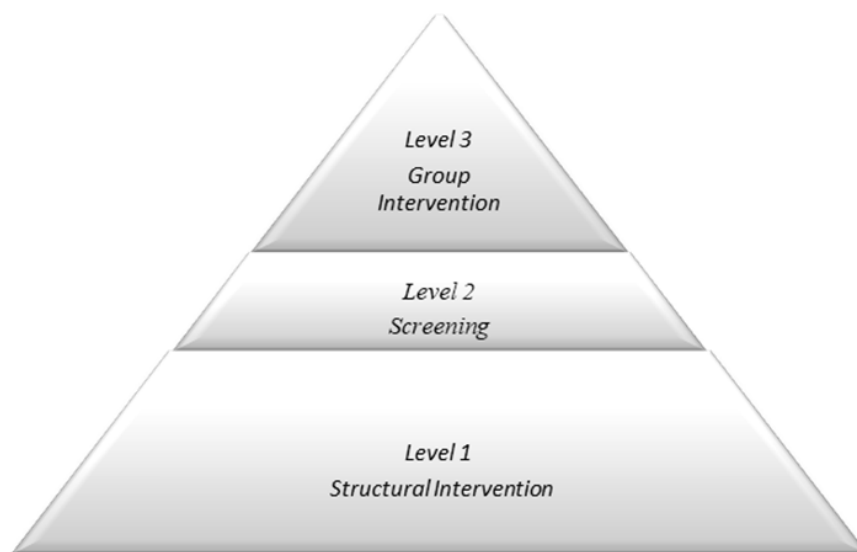 Level 3
Group
Intervention
Level 2
Screening
Level 1
Structural Intervention